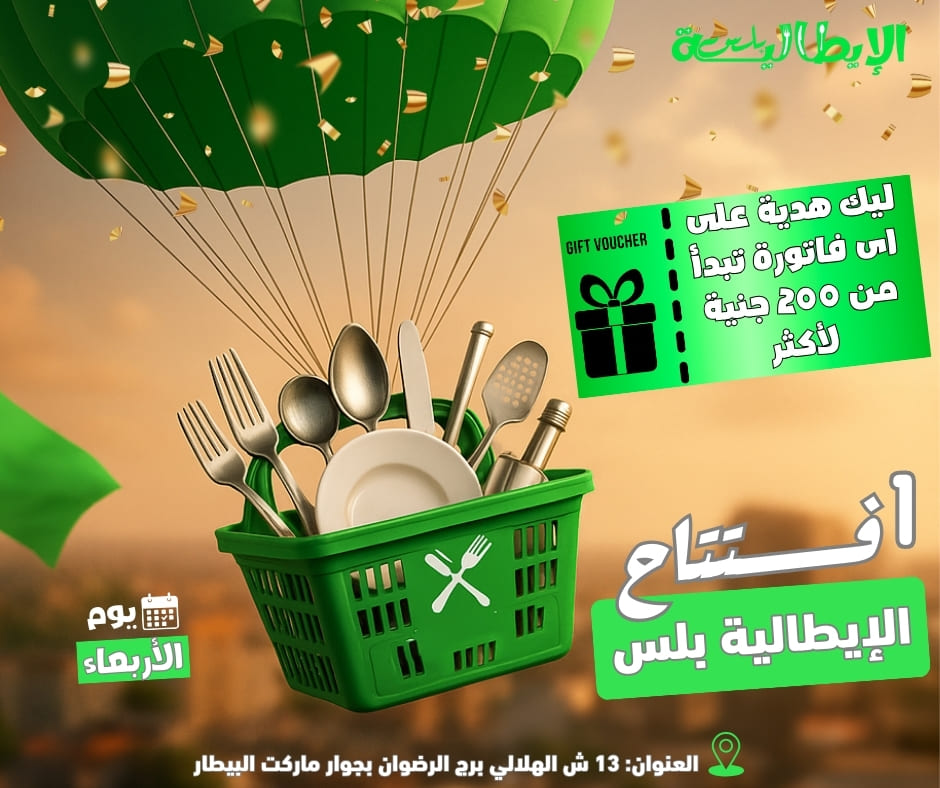 الإيطالية بلس
GIFT VOUCHER
ليك هدية على
اى فاتورة تبدأ
من 200 جنية
لأكثر
افتتاح
الإيطالية بلس
يوم
الأربعاء
العنوان: 13 ش الهلالي برج الرضوان بجوار ماركت البيطار